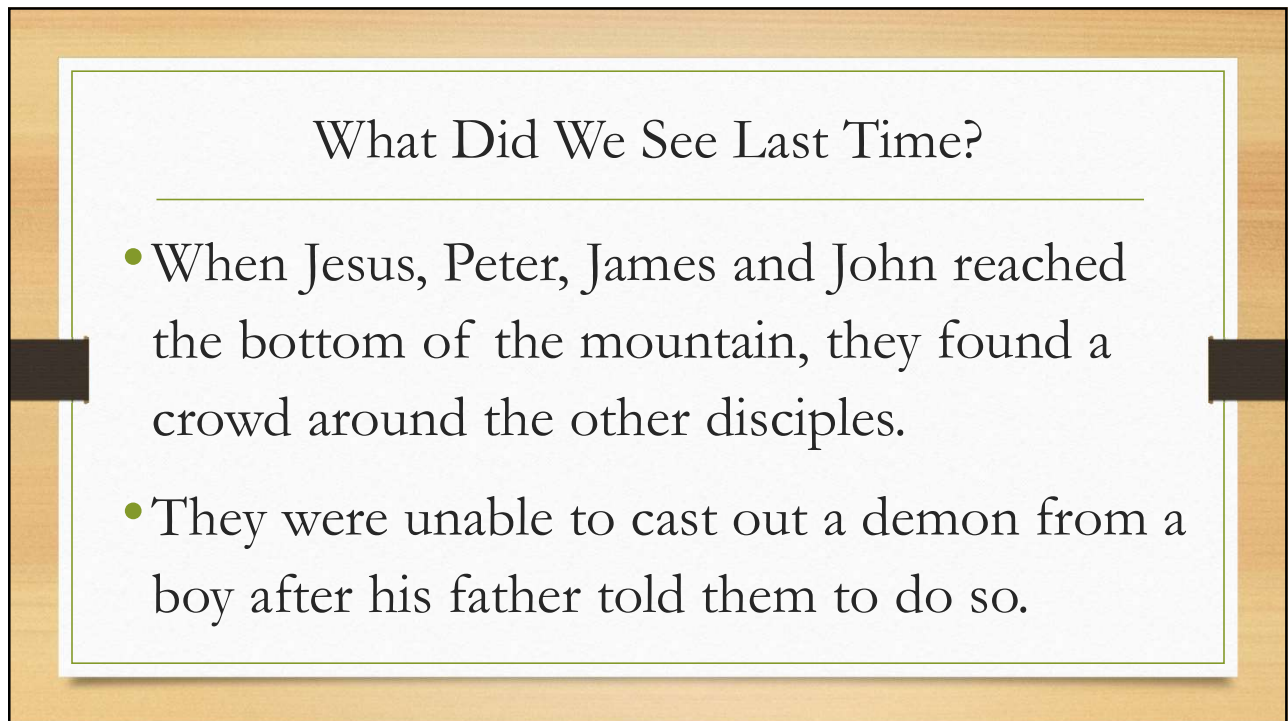 What Did We See Last Time?
•When Jesus, Peter, James and John reached
the bottom of the mountain, they found a
crowd around the other disciples.
•They were unable to cast out a demon from a
boy after his father told them to do so.